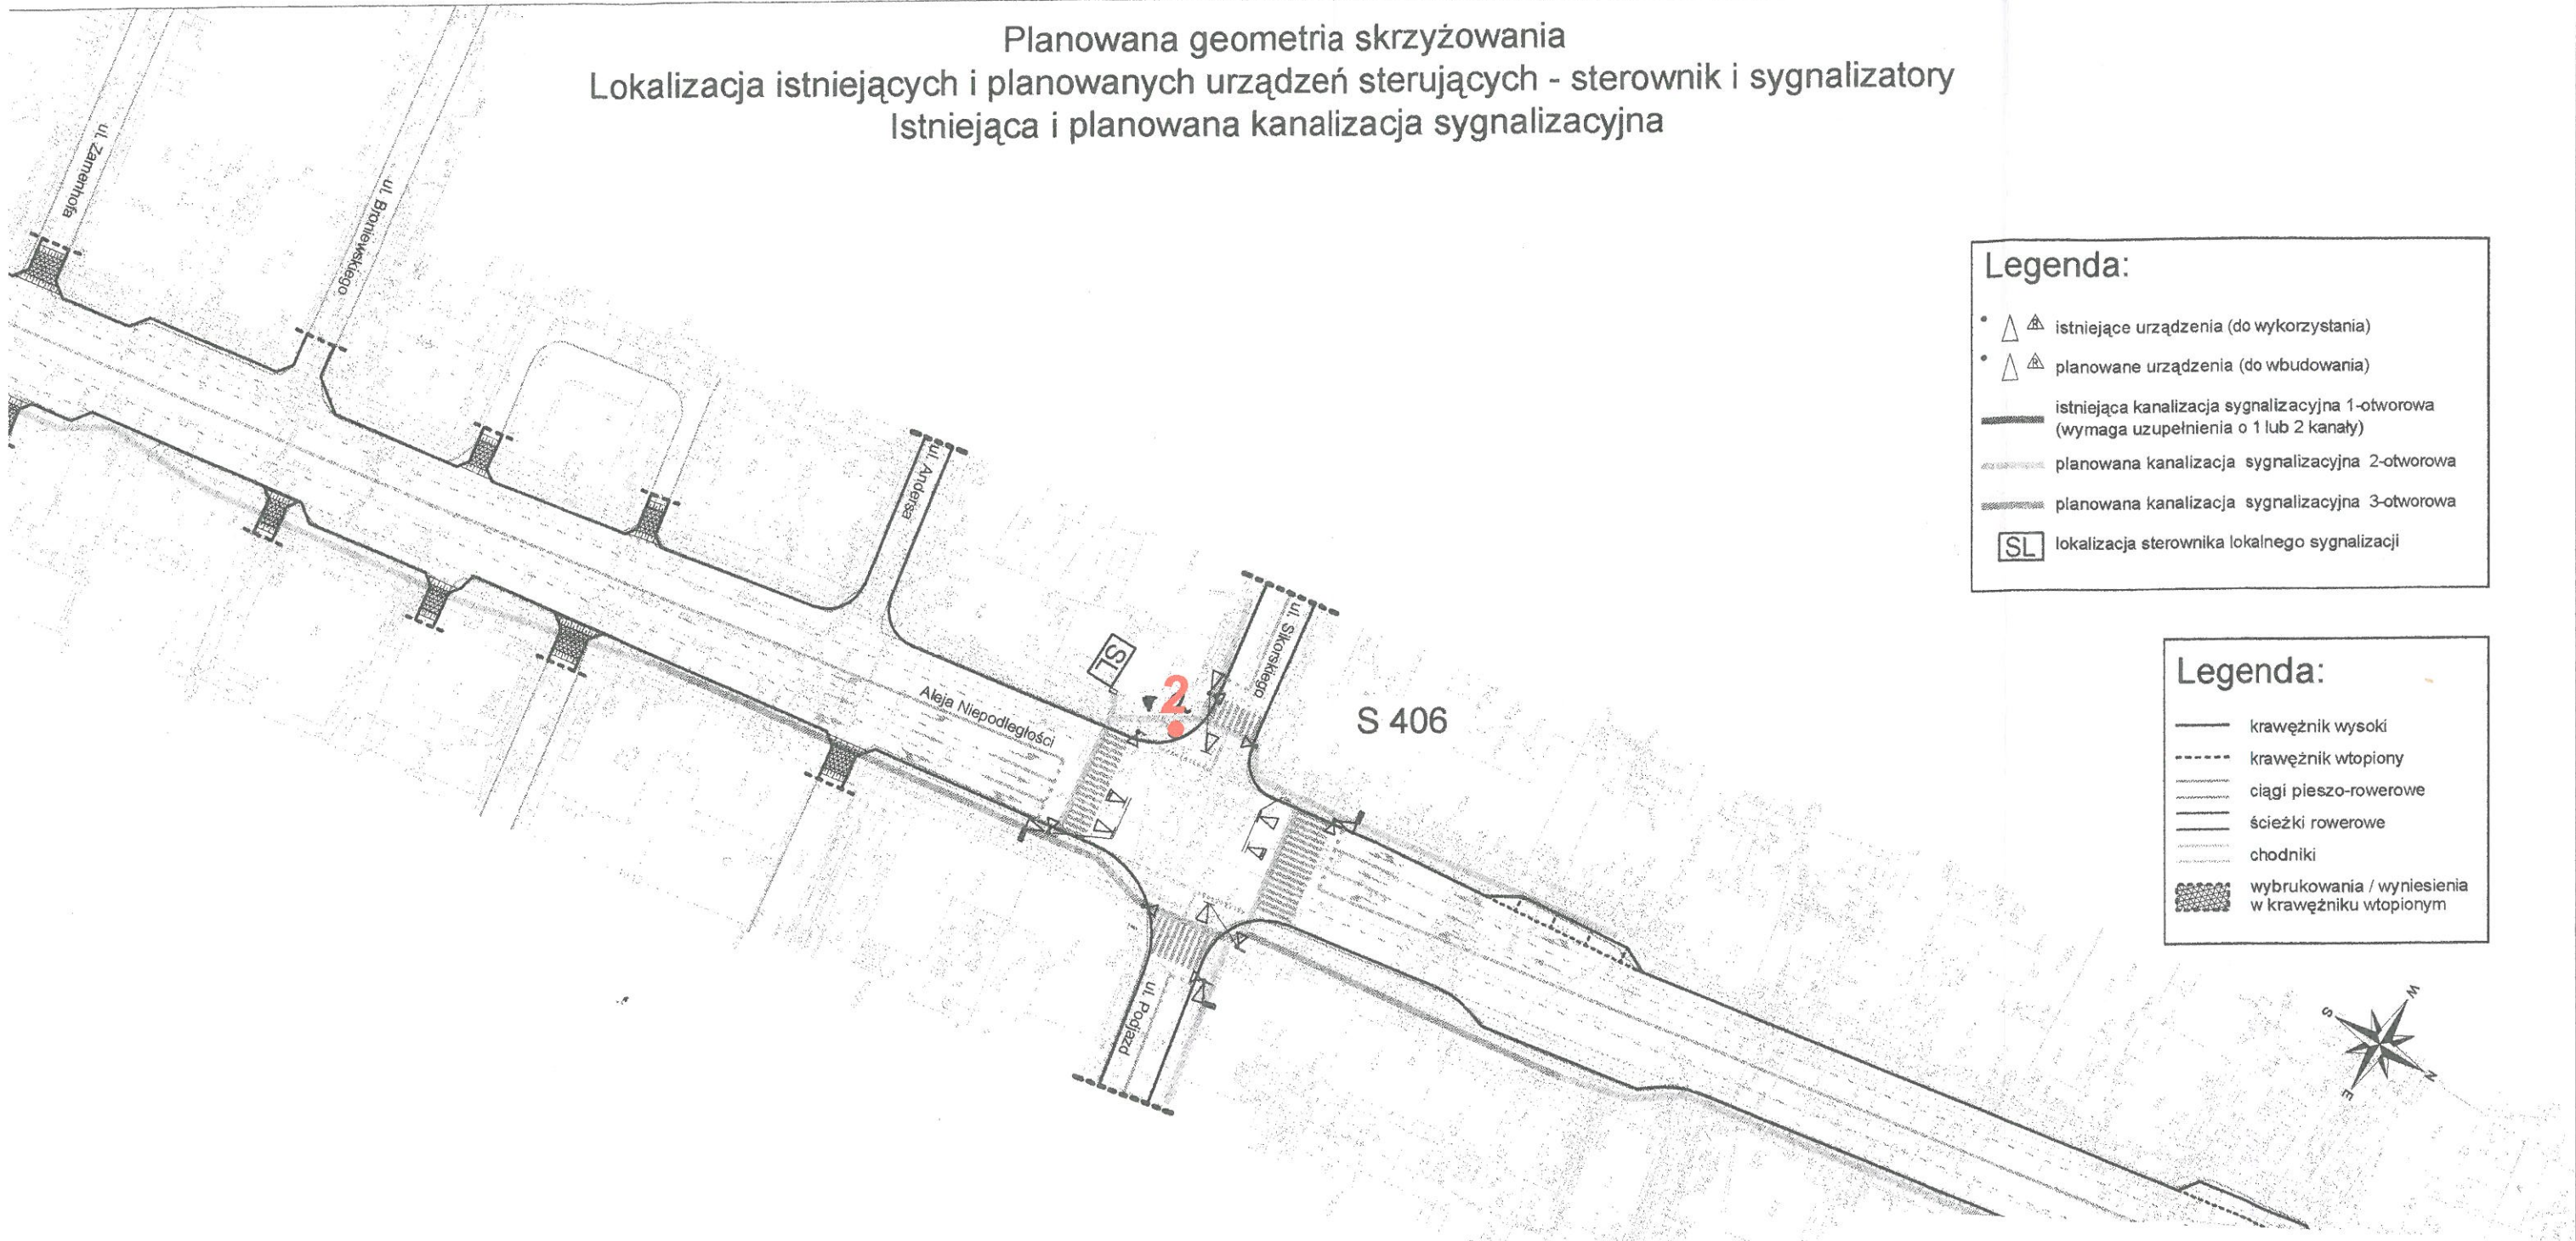 Planowana geometria skrzyżowania
Lokalizacja istniejących i planowanych urządzeń sterujących - sterownik i sygnalizatory
Istniejąca i planowana kanalizacja sygnalizacyjna
ul. Zamenhofa
ul. Broniewskiego
ul. Andersa
ul. Sikorskiego
SL
2
Aleja Niepodległości
S 406
ul. Podjazd
Legenda:
istniejące urządzenia (do wykorzystania)
planowane urządzenia (do wbudowania)
istniejąca kanalizacja sygnalizacyjna 1-otworowa
(wymaga uzupełnienia o 1 lub 2 kanały)
planowana kanalizacja sygnalizacyjna 2-otworowa
planowana kanalizacja sygnalizacyjna 3-otworowa
SL lokalizacja sterownika lokalnego sygnalizacji
Legenda:
krawężnik wysoki
krawężnik wtopiony
ciągi pieszo-rowerowe
ścieżki rowerowe
chodniki
wybrukowania / wyniesienia
w krawężniku wtopionym
W
S
N
E